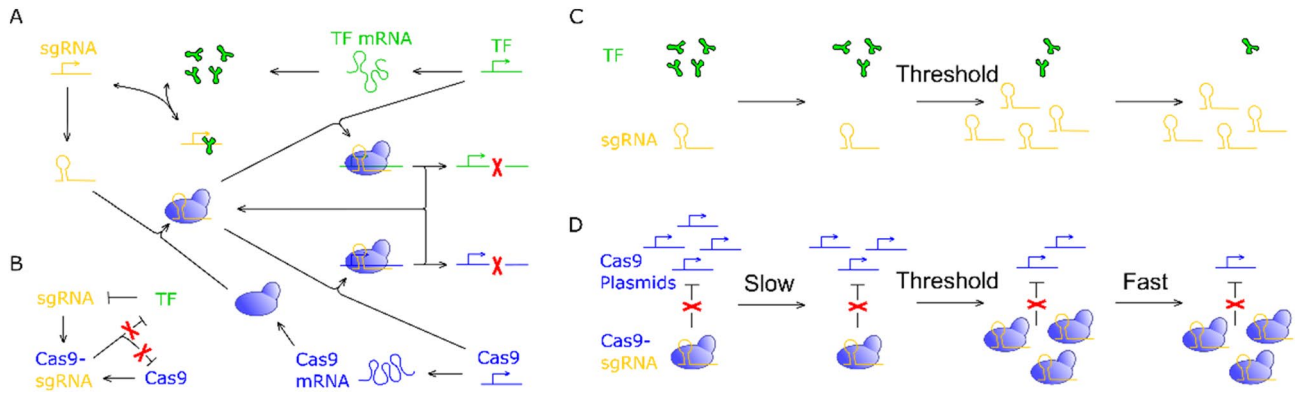 A
sgRNA
TF mRNA
TF
B
sgRNA
TF
Cas9-
sgRNA
Cas9
Cas9
mRNA
Cas9
C
TF
Threshold
sgRNA
D
Cas9
Plasmids
Slow
Threshold
Fast
Cas9-
sgRNA